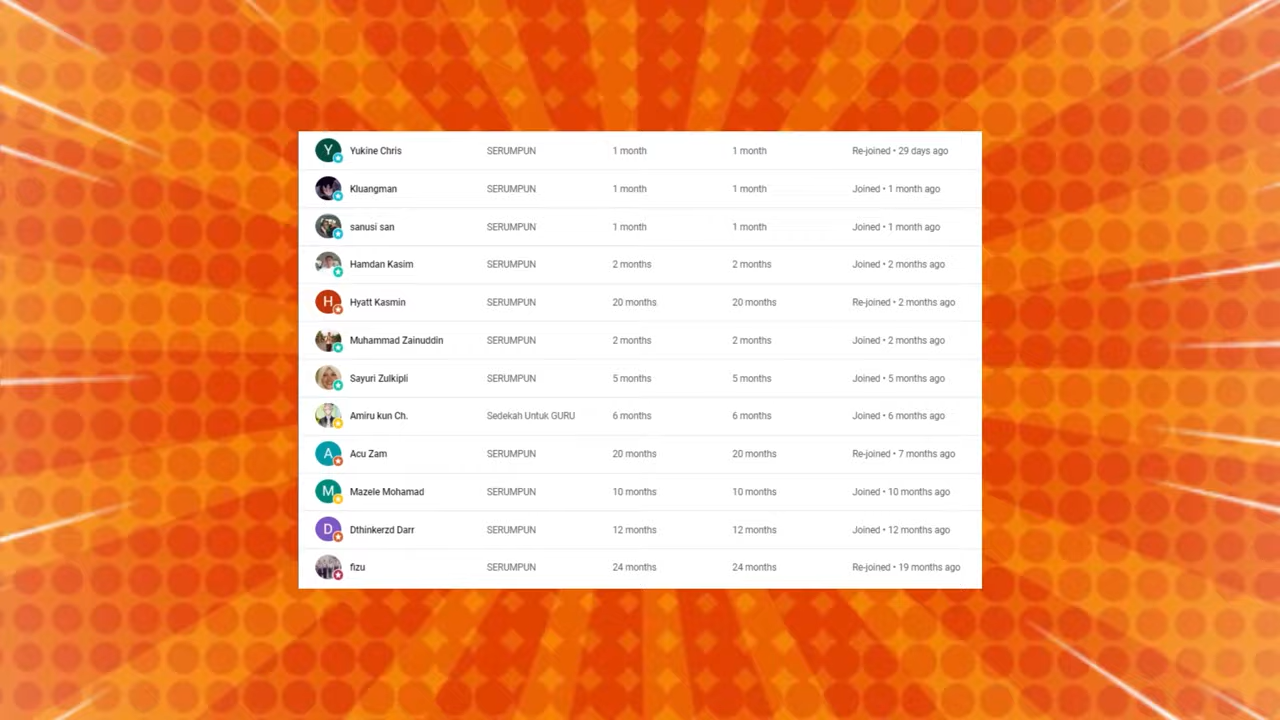 Y Yukine Chris SERUMPUN 1 month 1 month Re-joined • 29 days ago
Kluangman SERUMPUN 1 month 1 month Joined • 1 month ago
sanusi san SERUMPUN 1 month 1 month Joined • 1 month ago
Hamdan Kasim SERUMPUN 2 months 2 months Joined • 2 months ago
H Hyatt Kasmin SERUMPUN 20 months 20 months Re-joined • 2 months ago
Muhammad Zainuddin SERUMPUN 2 months 2 months Joined • 2 months ago
Sayuri Zulkipli SERUMPUN 5 months 5 months Joined • 5 months ago
Amiru kun Ch. Sedekah Untuk GURU 6 months 6 months Joined • 6 months ago
A Acu Zam SERUMPUN 20 months 20 months Re-joined • 7 months ago
M Mazele Mohamad SERUMPUN 10 months 10 months Joined • 10 months ago
D Dthinkerzd Darr SERUMPUN 12 months 12 months Joined • 12 months ago
fizu SERUMPUN 24 months 24 months Re-joined • 19 months ago